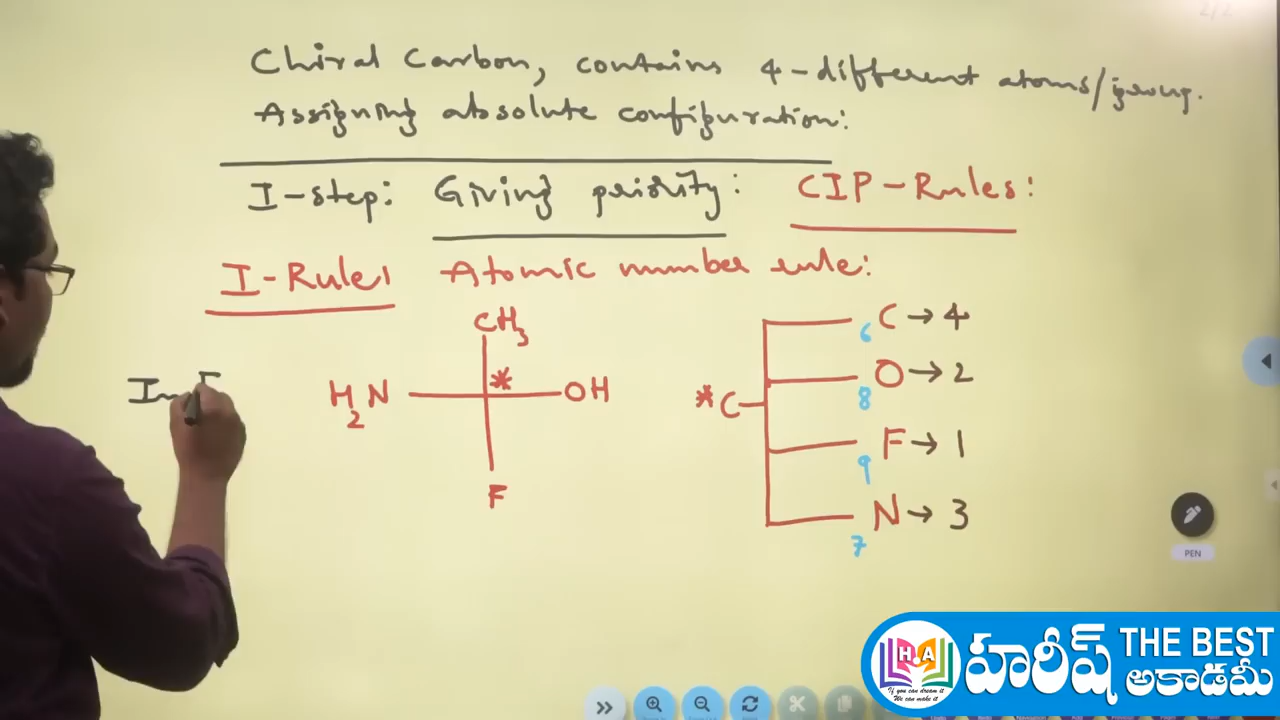 Chiral Carbon, contains 4-different atoms/group.
Assigning absolute configuration:
I-step: Giving priority: CIP-Rules:
I-Rule: Atomic number rule:
CH3
H2N * OH
F
*C
6 C → 4
8 O → 2
9 F → 1
7 N → 3
PEN
HA
If you can dream it
We can make it
హరీష్ THE BEST
అకాడమీ